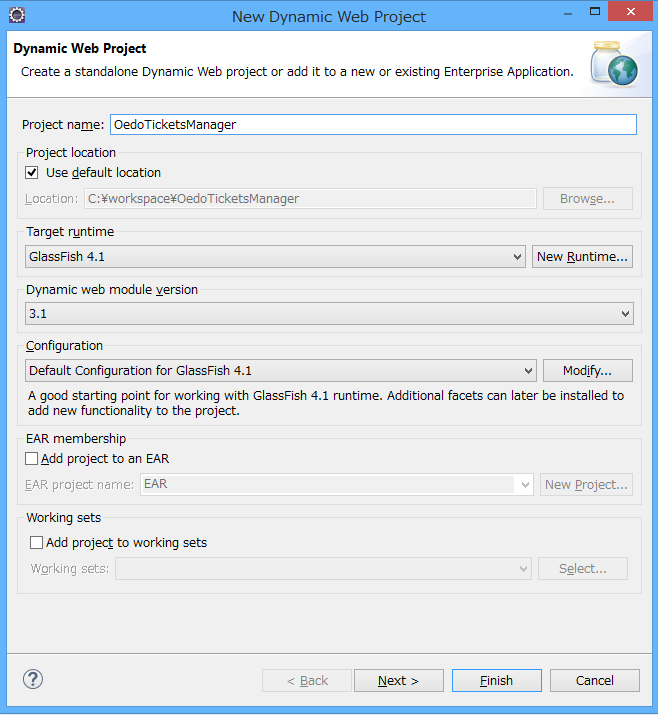 New Dynamic Web Project
Dynamic Web Project
Create a standalone Dynamic Web project or add it to a new or existing Enterprise Application.
Project name: OedoTicketsManager
Project location
Use default location
Location: C:¥workspace¥OedoTicketsManager Browse...
Target runtime
GlassFish 4.1 New Runtime...
Dynamic web module version
3.1
Configuration
Default Configuration for GlassFish 4.1 Modify...
A good starting point for working with GlassFish 4.1 runtime. Additional facets can later be installed to
add new functionality to the project.
EAR membership
Add project to an EAR
EAR project name: EAR New Project...
Working sets
Add project to working sets
Working sets: Select...
? < Back Next > Finish Cancel